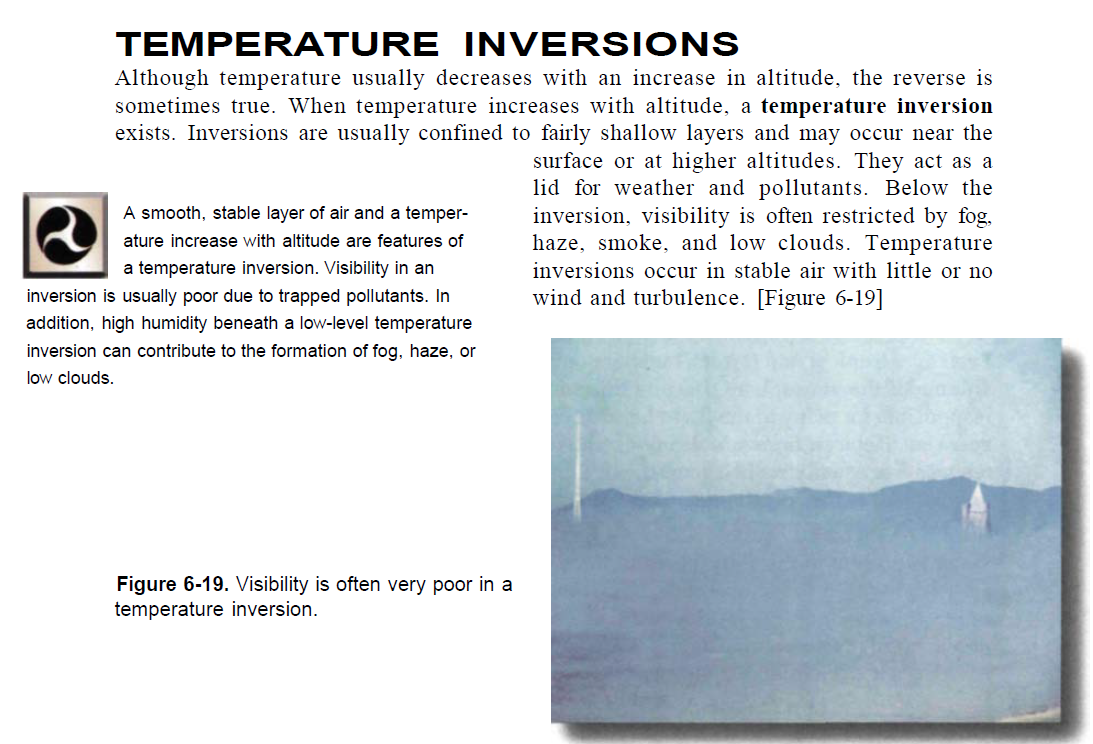 TEMPERATURE INVERSIONS
Although temperature usually decreases with an increase in altitude, the reverse is
sometimes true. When temperature increases with altitude, a temperature inversion
exists. Inversions are usually confined to fairly shallow layers and may occur near the
surface or at higher altitudes. They act as a
lid for weather and pollutants. Below the
inversion, visibility is often restricted by fog,
haze, smoke, and low clouds. Temperature
inversions occur in stable air with little or no
wind and turbulence. [Figure 6-19]
A smooth, stable layer of air and a temper-
ature increase with altitude are features of
a temperature inversion. Visibility in an
inversion is usually poor due to trapped pollutants. In
addition, high humidity beneath a low-level temperature
inversion can contribute to the formation of fog, haze, or
low clouds.
Figure 6-19. Visibility is often very poor in a
temperature inversion.